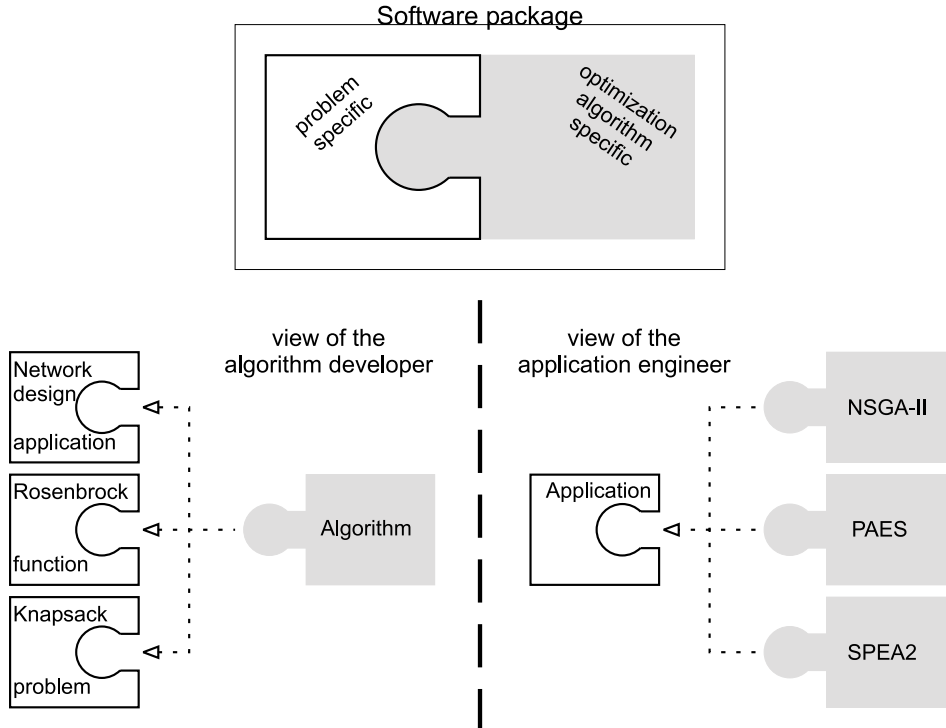 Software package
problem
specific
optimization
algorithm
specific
view of the
algorithm developer
view of the
application engineer
Network
design
application
Rosenbrock
function
Knapsack
problem
Algorithm
Application
NSGA-II
PAES
SPEA2